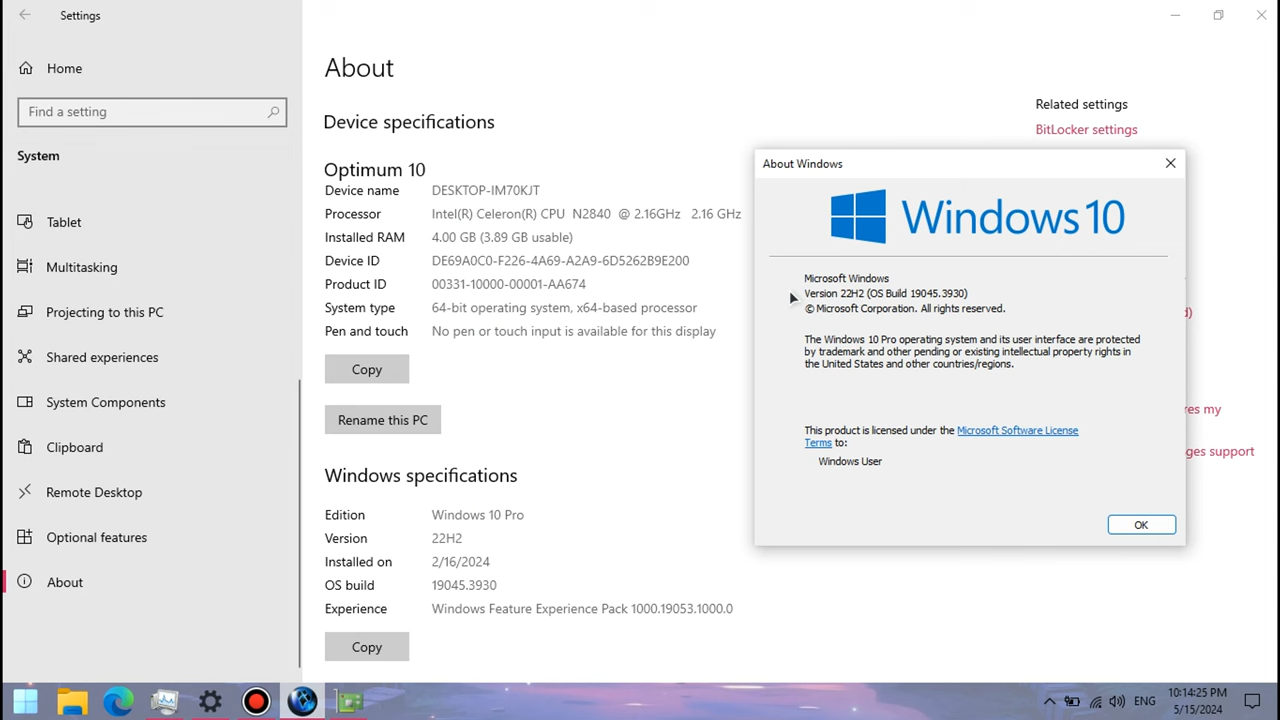 Settings
Home
Find a setting
System
Tablet
Multitasking
Projecting to this PC
Shared experiences
System Components
Clipboard
Remote Desktop
Optional features
About
About
Device specifications
Optimum 10
Device name DESKTOP-IM70KJT
Processor Intel(R) Celeron(R) CPU N2840 @ 2.16GHz 2.16 GHz
Installed RAM 4.00 GB (3.89 GB usable)
Device ID DE69A0C0-F226-4A69-A2A9-6D5262B9E200
Product ID 00331-10000-00001-AA674
System type 64-bit operating system, x64-based processor
Pen and touch No pen or touch input is available for this display
Copy
Rename this PC
Windows specifications
Edition Windows 10 Pro
Version 22H2
Installed on 2/16/2024
OS build 19045.3930
Experience Windows Feature Experience Pack 1000.19053.1000.0
Copy
Related settings
BitLocker settings
About Windows
Windows 10
Microsoft Windows
Version 22H2 (OS Build 19045.3930)
© Microsoft Corporation. All rights reserved.
The Windows 10 Pro operating system and its user interface are protected
by trademark and other pending or existing intellectual property rights in
the United States and other countries/regions.
This product is licensed under the Microsoft Software License
Terms to:
Windows User
OK
my
support
ENG
10:14:25 PM
5/15/2024